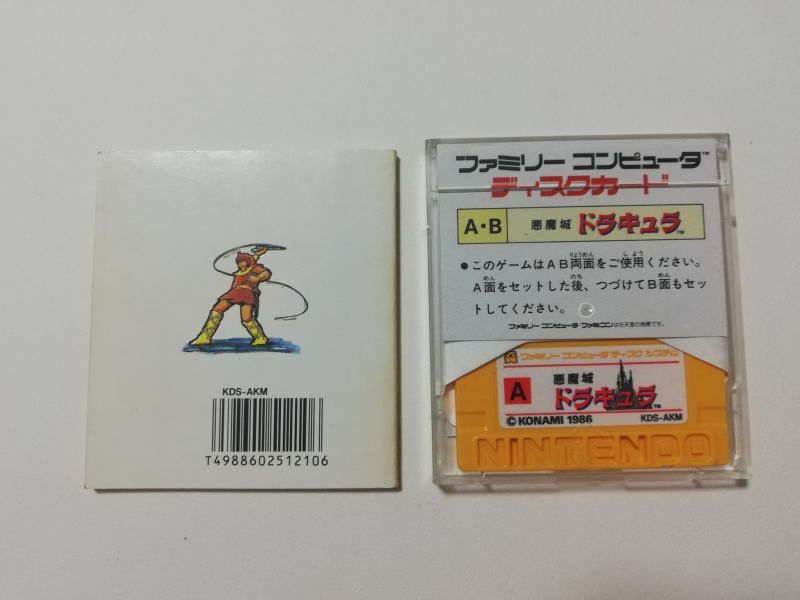 KDS-AKM
T4988602512106
ファミリー コンピュータ™
ディスクカード
A・B 悪魔城 ドラキュラ™
●このゲームはAB両面をご使用ください。
A面をセットした後、つづけてB面もセッ
トしてください。
ファミリー コンピュータ・ファミコンは任天堂の商標です。
ファミリー コンピュータ ディスク システム
A 悪魔城
ドラキュラ™
© KONAMI 1986 KDS-AKM
NINTENDO